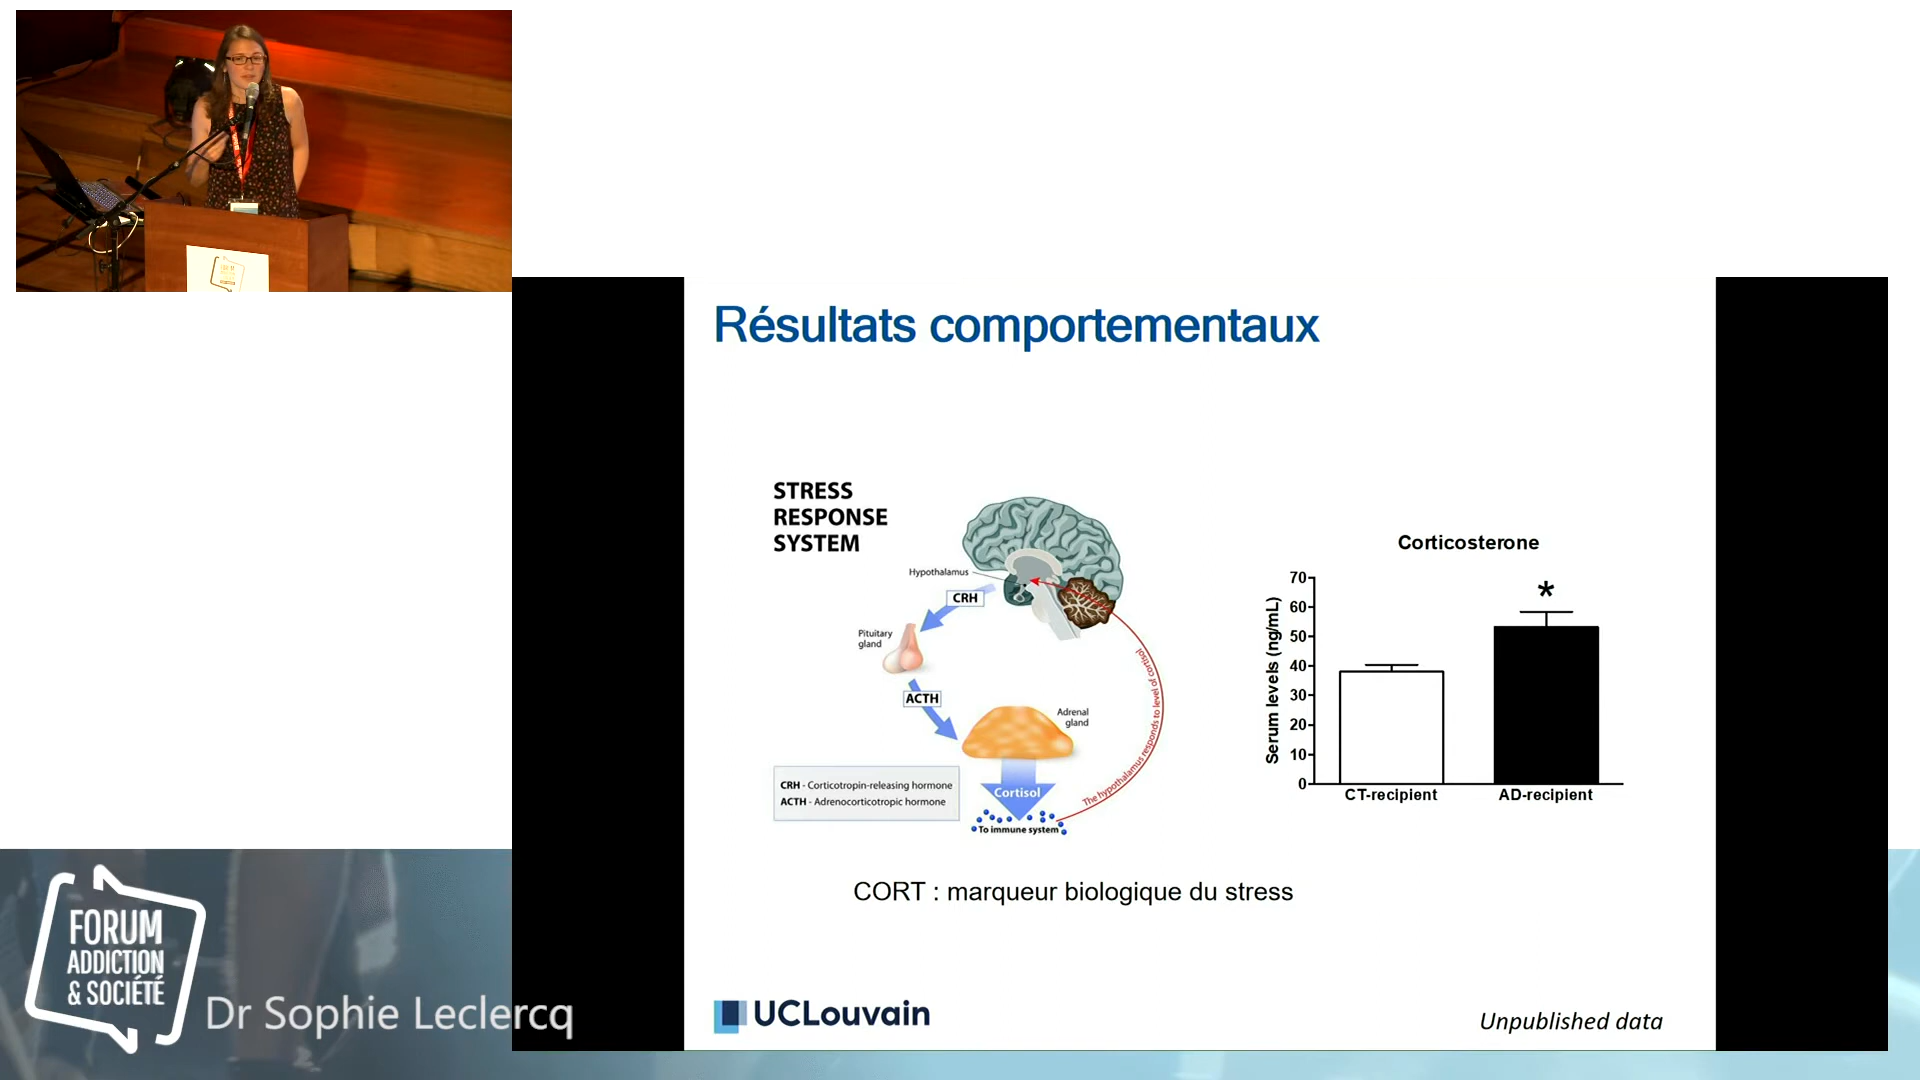 Résultats comportementaux
STRESS
RESPONSE
SYSTEM
Hypothalamus
CRH
Pituitary
gland
ACTH
Adrenal
gland
The hypothalamus responds to level of cortisol
CRH - Corticotropin-releasing hormone
ACTH - Adrenocorticotropic hormone
Cortisol
To immune system
Corticosterone
Serum levels (ng/mL)
70
*
60
50
40
30
20
10
0
CT-recipient AD-recipient
CORT : marqueur biologique du stress
FORUM
ADDICTION
& SOCIÉTÉ
Dr Sophie Leclercq
UCLouvain
Unpublished data